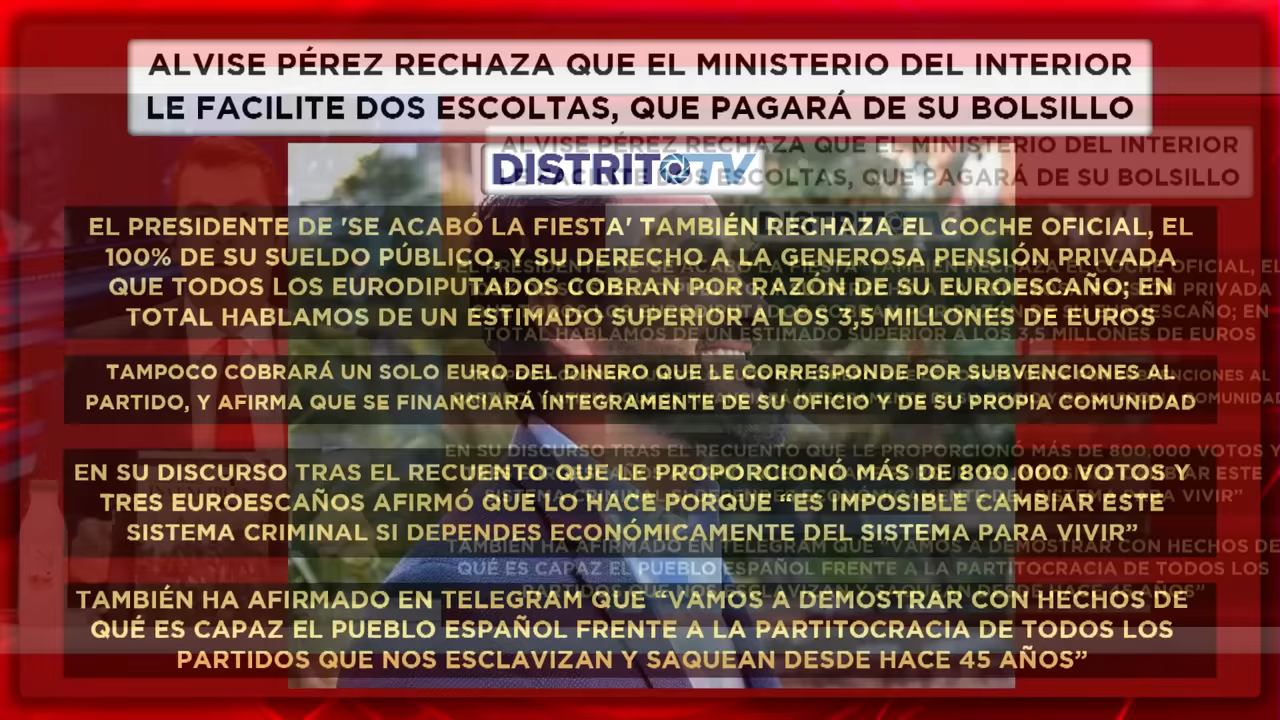 ALVISE PÉREZ RECHAZA QUE EL MINISTERIO DEL INTERIOR
LE FACILITE DOS ESCOLTAS, QUE PAGARÁ DE SU BOLSILLO
DISTRITO TV
EL PRESIDENTE DE 'SE ACABÓ LA FIESTA' TAMBIÉN RECHAZA EL COCHE OFICIAL, EL
100% DE SU SUELDO PÚBLICO, Y SU DERECHO A LA GENEROSA PENSIÓN PRIVADA
QUE TODOS LOS EURODIPUTADOS COBRAN POR RAZÓN DE SU EUROESCAÑO; EN
TOTAL HABLAMOS DE UN ESTIMADO SUPERIOR A LOS 3,5 MILLONES DE EUROS
TAMPOCO COBRARÁ UN SOLO EURO DEL DINERO QUE LE CORRESPONDE POR SUBVENCIONES AL
PARTIDO, Y AFIRMA QUE SE FINANCIARÁ ÍNTEGRAMENTE DE SU OFICIO Y DE SU PROPIA COMUNIDAD
EN SU DISCURSO TRAS EL RECUENTO QUE LE PROPORCIONÓ MÁS DE 800.000 VOTOS Y
TRES EUROESCAÑOS AFIRMÓ QUE LO HACE PORQUE “ES IMPOSIBLE CAMBIAR ESTE
SISTEMA CRIMINAL SI DEPENDES ECONÓMICAMENTE DEL SISTEMA PARA VIVIR”
TAMBIÉN HA AFIRMADO EN TELEGRAM QUE “VAMOS A DEMOSTRAR CON HECHOS DE
QUÉ ES CAPAZ EL PUEBLO ESPAÑOL FRENTE A LA PARTITOCRACIA DE TODOS LOS
PARTIDOS QUE NOS ESCLAVIZAN Y SAQUEAN DESDE HACE 45 AÑOS”